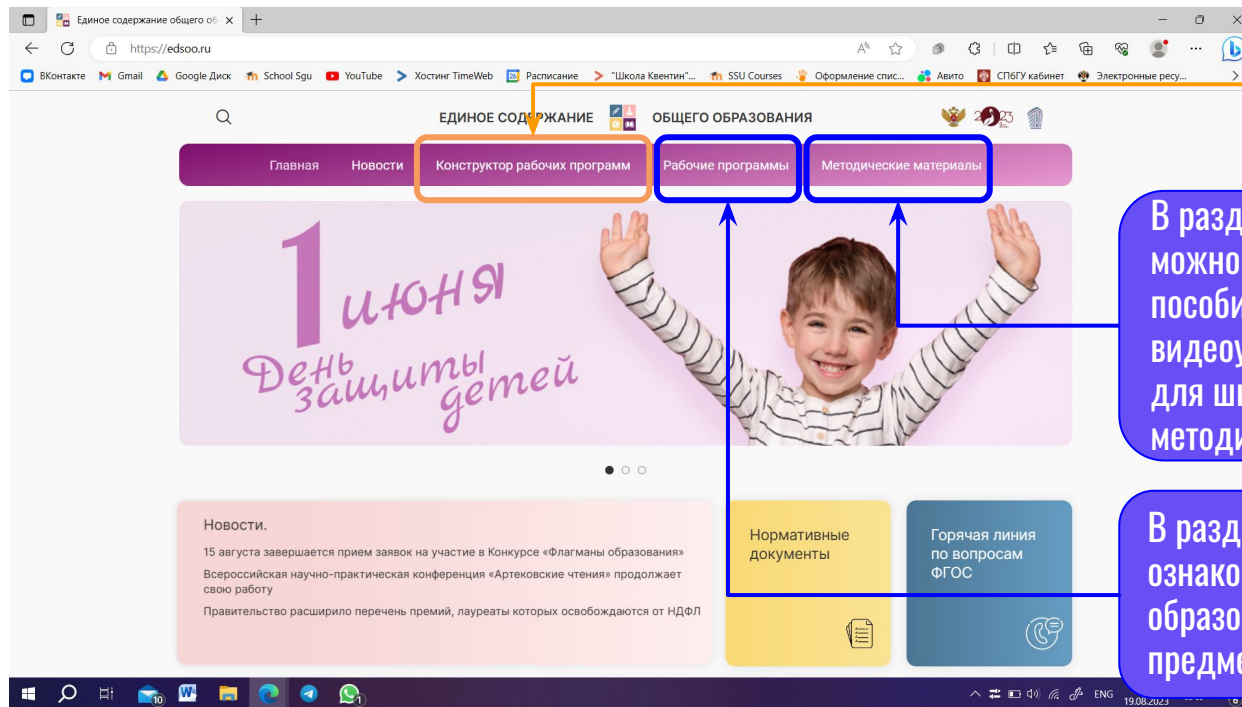 Единое содержание общего об
https://edsoo.ru
ВКонтакте Gmail Google Диск School Sgu YouTube Хостинг TimeWeb Расписание "Школа Квентин"... SSU Courses Оформление спис... Авито СПбГУ кабинет Электронные ресу...
ЕДИНОЕ СОДЕРЖАНИЕ ОБЩЕГО ОБРАЗОВАНИЯ
2023
Главная Новости Конструктор рабочих программ Рабочие программы Методические материалы
1 июня
День защиты детей
В разд
можно
пособи
видеоу
для шк
методи
Новости.
15 августа завершается прием заявок на участие в Конкурсе «Флагманы образования»
Всероссийская научно-практическая конференция «Артековские чтения» продолжает
свою работу
Правительство расширило перечень премий, лауреаты которых освобождаются от НДФЛ
Нормативные
документы
Горячая линия
по вопросам
ФГОС
В разд
ознако
образо
предме
10
1
ENG
19.08.2023
6